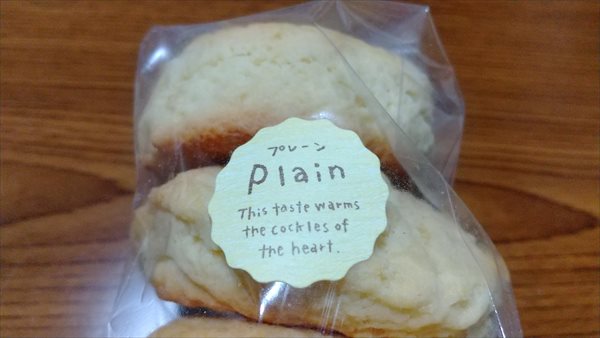 プレーン
Plain
This taste warms
the cockles of
the heart.